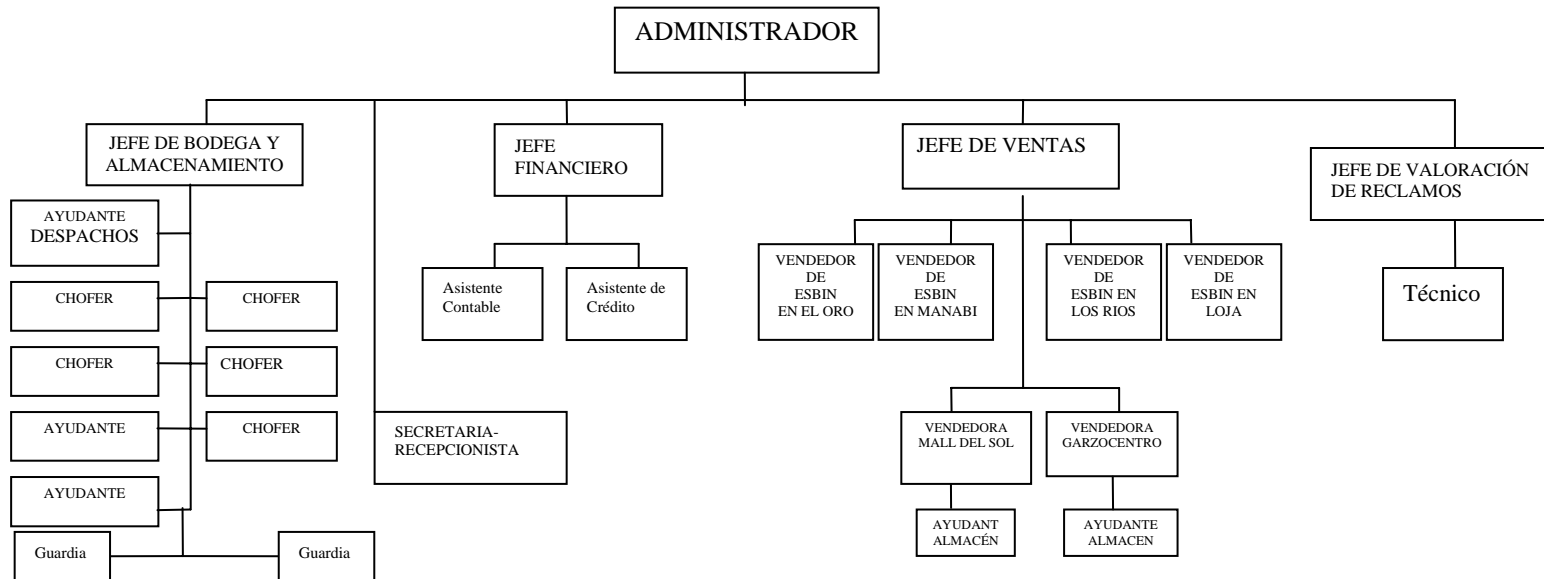 ADMINISTRADOR
JEFE DE BODEGA Y
ALMACENAMIENTO
JEFE
FINANCIERO
JEFE DE VENTAS
JEFE DE VALORACIÓN
DE RECLAMOS
AYUDANTE
DESPACHOS
CHOFER
CHOFER
CHOFER
CHOFER
AYUDANTE
CHOFER
AYUDANTE
Guardia
Guardia
SECRETARIA-
RECEPCIONISTA
Asistente
Contable
Asistente de
Crédito
VENDEDOR
DE
ESBIN
EN EL ORO
VENDEDOR
DE
ESBIN
EN MANABI
VENDEDOR
DE
ESBIN EN
LOS RIOS
VENDEDOR
DE
ESBIN EN
LOJA
VENDEDORA
MALL DEL SOL
VENDEDORA
GARZOCENTRO
AYUDANT
ALMACÉN
AYUDANTE
ALMACEN
Técnico